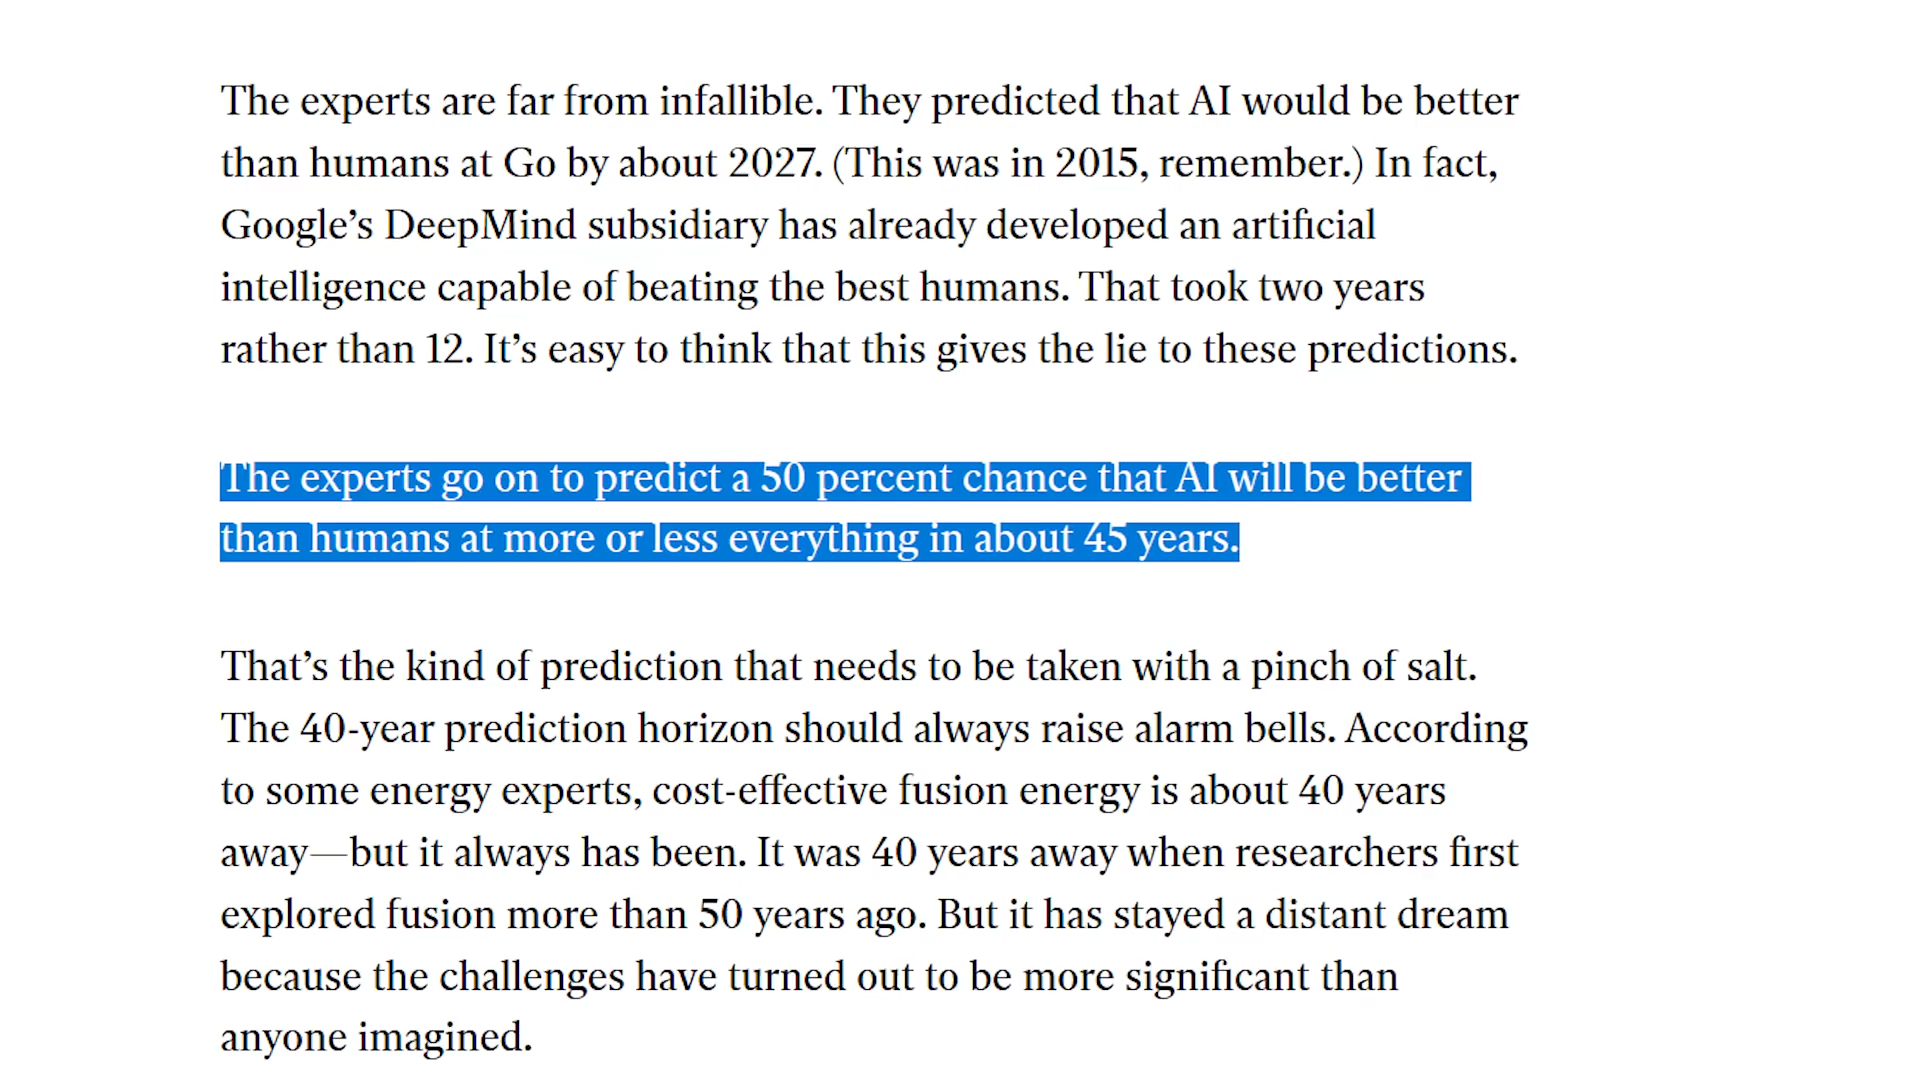 The experts are far from infallible. They predicted that AI would be better
than humans at Go by about 2027. (This was in 2015, remember.) In fact,
Google’s DeepMind subsidiary has already developed an artificial
intelligence capable of beating the best humans. That took two years
rather than 12. It’s easy to think that this gives the lie to these predictions.
The experts go on to predict a 50 percent chance that AI will be better
than humans at more or less everything in about 45 years.
That’s the kind of prediction that needs to be taken with a pinch of salt.
The 40-year prediction horizon should always raise alarm bells. According
to some energy experts, cost-effective fusion energy is about 40 years
away—but it always has been. It was 40 years away when researchers first
explored fusion more than 50 years ago. But it has stayed a distant dream
because the challenges have turned out to be more significant than
anyone imagined.